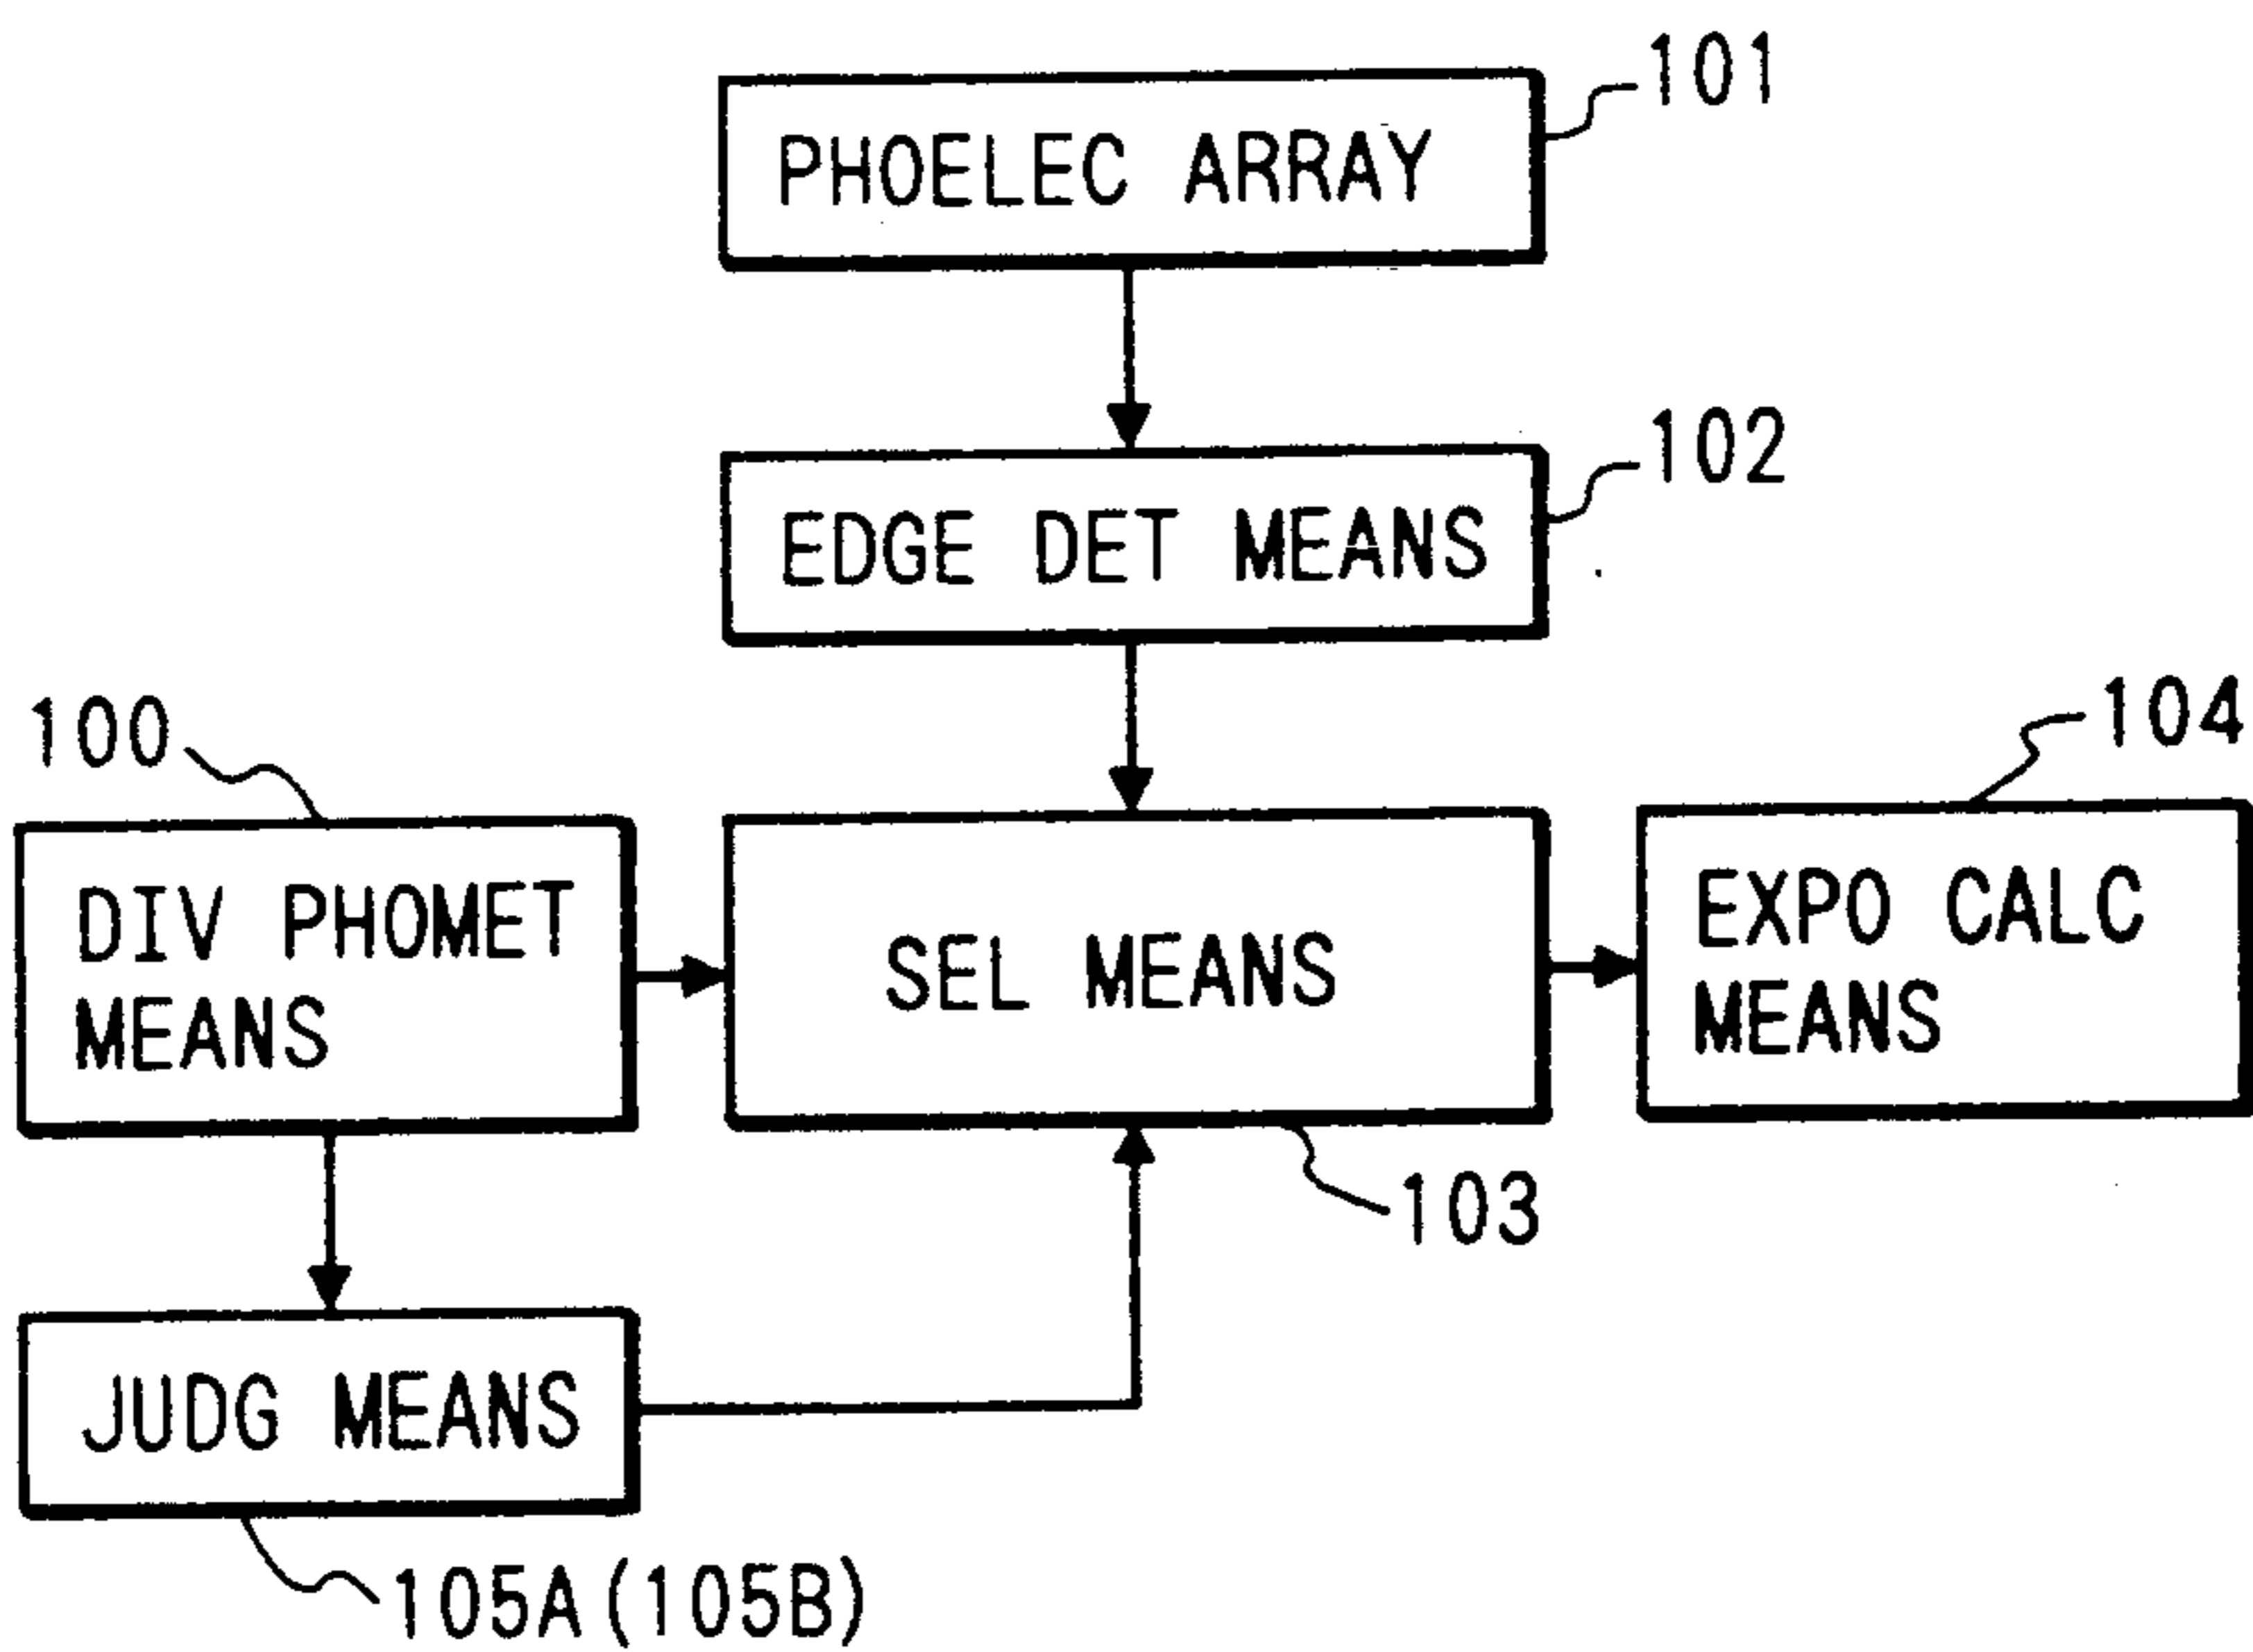 101
PHOELEC ARRAY
102
EDGE DET MEANS
100
104
DIV PHOMET
MEANS
SEL MEANS
EXPO CALC
MEANS
103
JUDG MEANS
105A(105B)